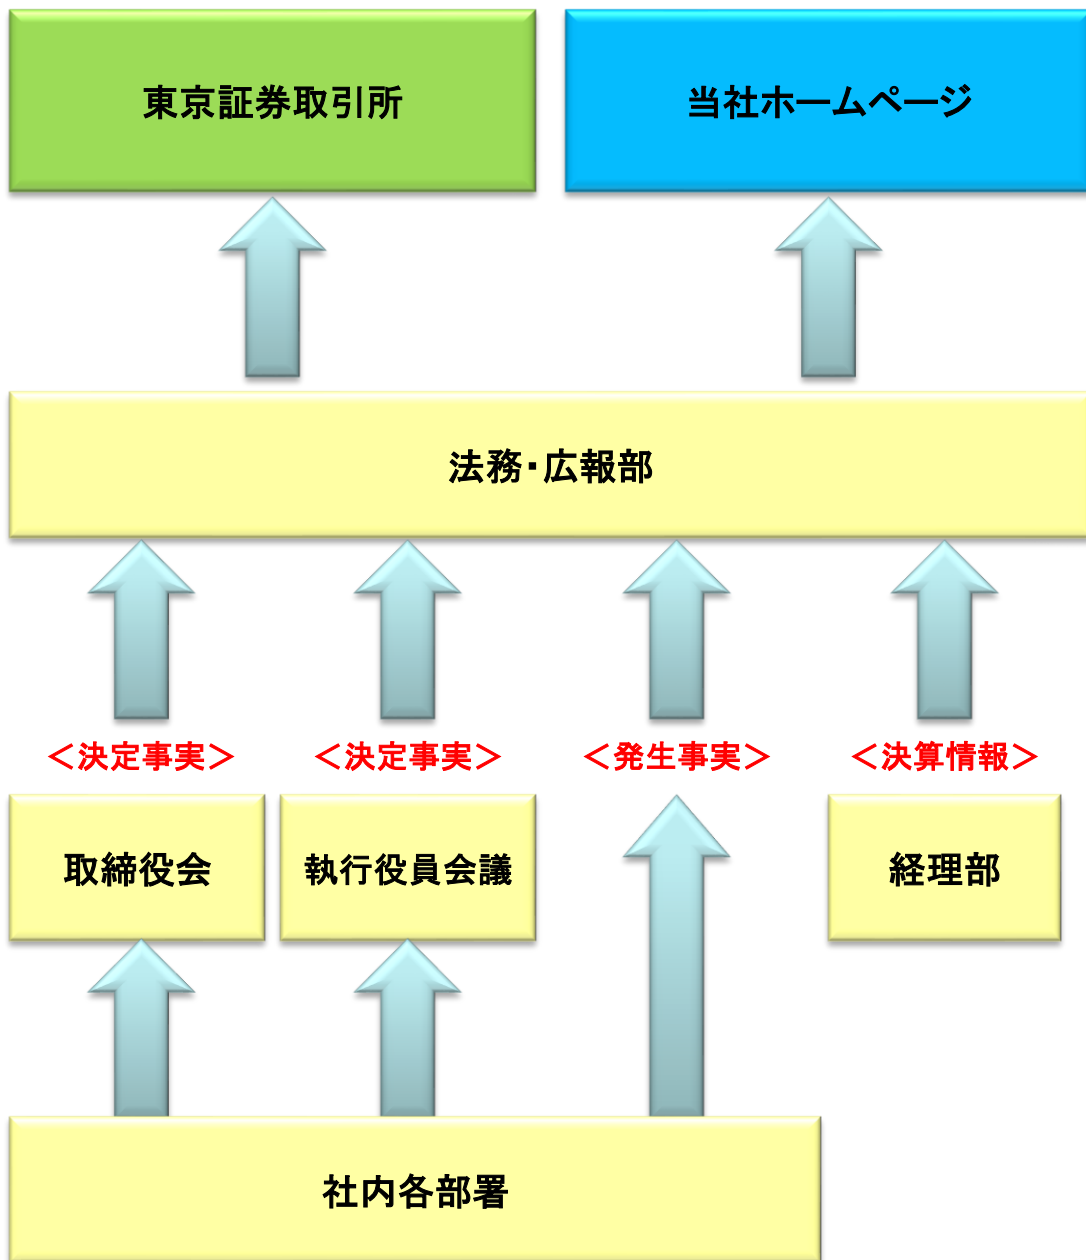 東京証券取引所
当社ホームページ
法務・広報部
＜決定事実＞
＜決定事実＞
＜発生事実＞
＜決算情報＞
取締役会
執行役員会議
経理部
社内各部署